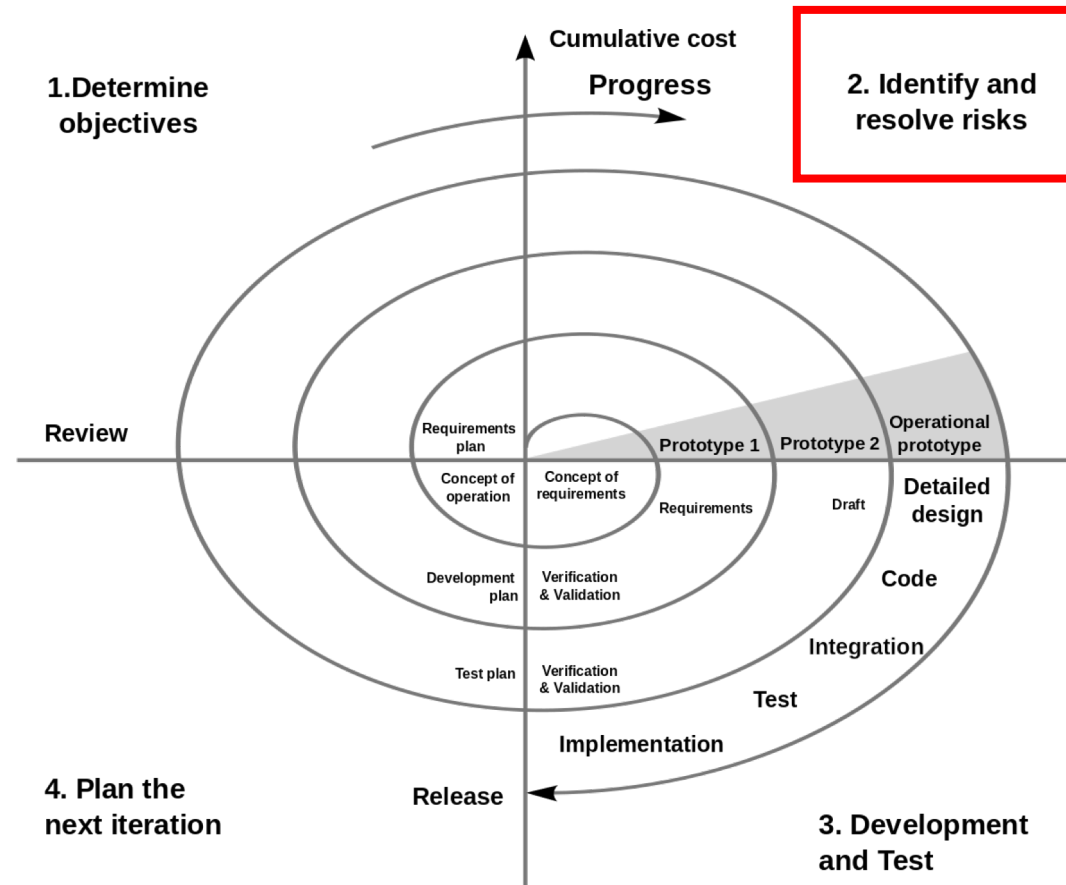 Cumulative cost
Progress
1.Determine
objectives
2. Identify and
resolve risks
Review
Requirements
plan
Prototype 1
Prototype 2
Operational
prototype
Concept of
operation
Concept of
requirements
Requirements
Draft
Detailed
design
Development
plan
Verification
& Validation
Code
Integration
Test plan
Verification
& Validation
Test
Implementation
Release
4. Plan the
next iteration
3. Development
and Test